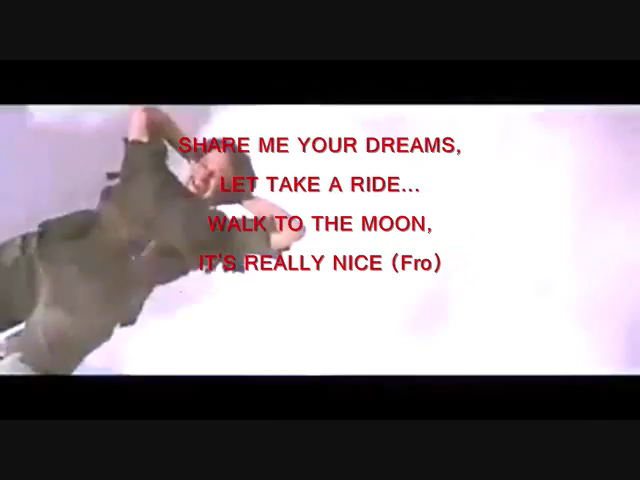 SHARE ME YOUR DREAMS,
LET TAKE A RIDE...
WALK TO THE MOON,
IT'S REALLY NICE (Fro)